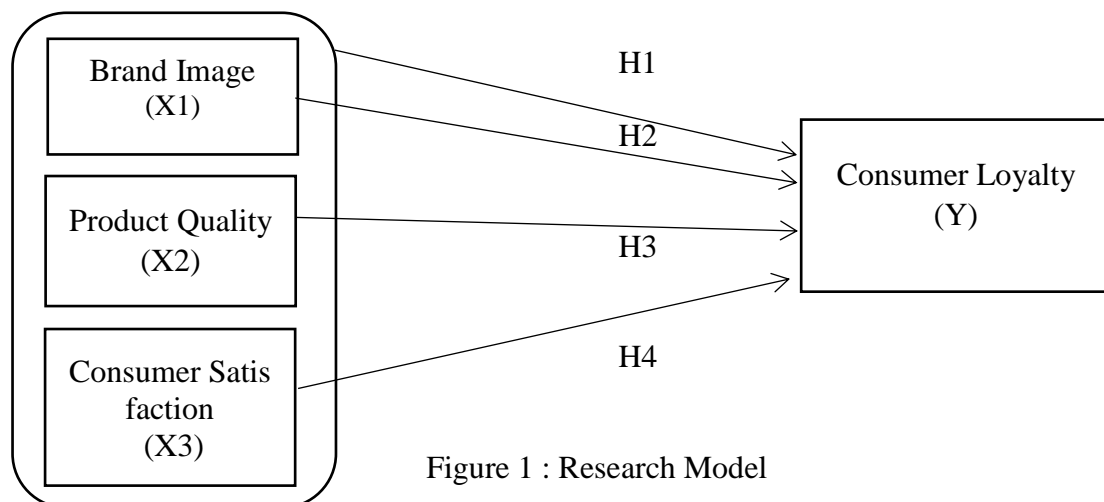 Brand Image
(X1)
Product Quality
(X2)
Consumer Satis
faction
(X3)
H1
H2
H3
H4
Consumer Loyalty
(Y)
Figure 1 : Research Model